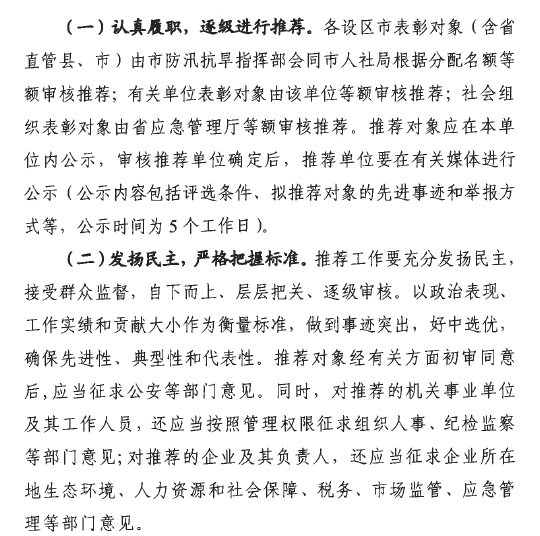 （一）认真履职，逐级进行推荐。各设区市表彰对象（含省
直管县、市）由市防汛抗旱指挥部会同市人社局根据分配名额等
额审核推荐；有关单位表彰对象由该单位等额审核推荐；社会组
织表彰对象由省应急管理厅等额审核推荐。推荐对象应在本单
位内公示，审核推荐单位确定后，推荐单位要在有关媒体进行
公示（公示内容包括评选条件、拟推荐对象的先进事迹和举报方
式等，公示时间为5个工作日）。
（二）发扬民主，严格把握标准。推荐工作要充分发扬民主，
接受群众监督，自下而上、层层把关、逐级审核。以政治表现、
工作实绩和贡献大小作为衡量标准，做到事迹突出，好中选优，
确保先进性、典型性和代表性。推荐对象经有关方面初审同意
后,应当征求公安等部门意见。同时，对推荐的机关事业单位
及其工作人员，还应当按照管理权限征求组织人事、纪检监察
等部门意见;对推荐的企业及其负责人，还应当征求企业所在
地生态环境、人力资源和社会保障、税务、市场监管、应急管
理等部门意见。